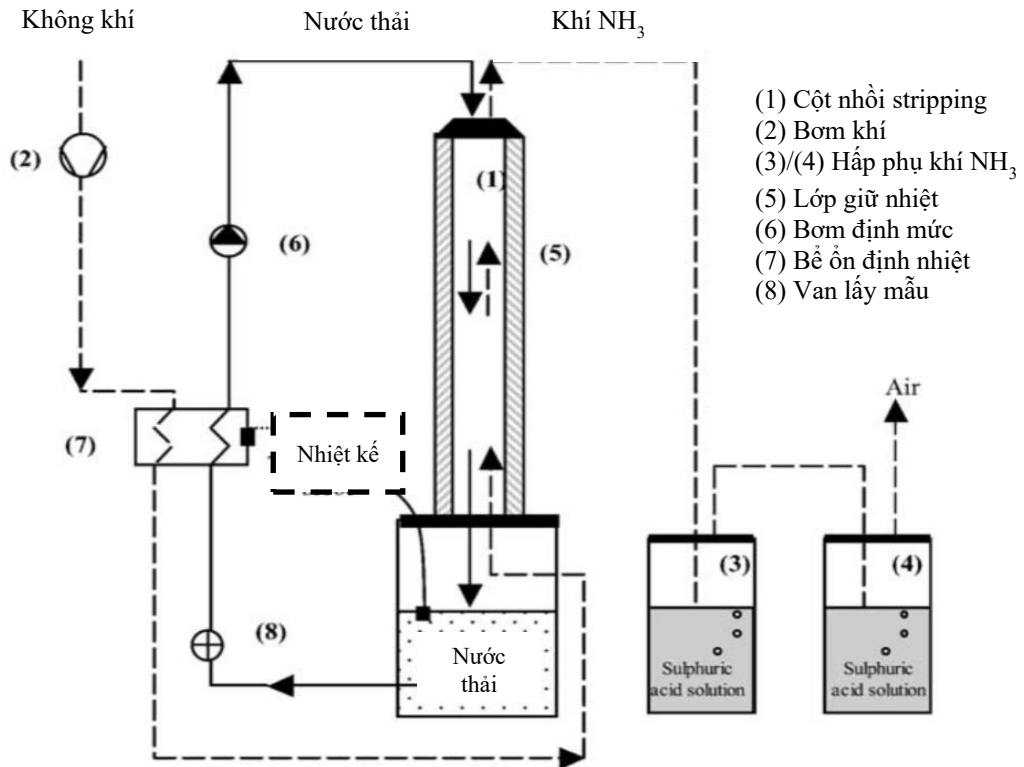 Không khí
Nước thải
Khí NH3
(1) Cột nhồi stripping
(2) Bơm khí
(3)/(4) Hấp phụ khí NH3
(5) Lớp giữ nhiệt
(6) Bơm định mức
(7) Bể ổn định nhiệt
(8) Van lấy mẫu
(2)
(1)
(6)
(5)
Air
(7)
Nhiệt kế
(3)
(4)
(8)
Nước
thải
Sulphuric
acid solution
Sulphuric
acid solution